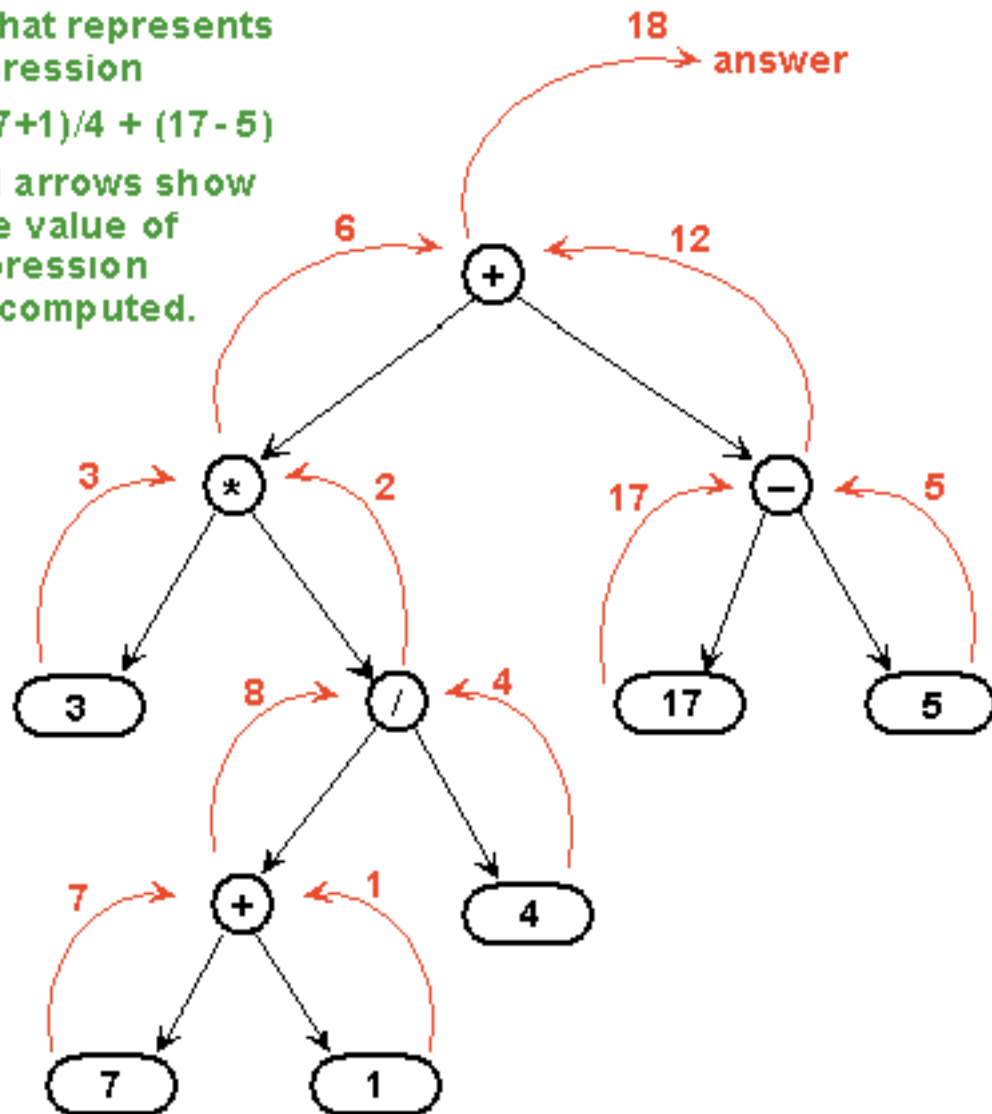 hat represents
ression
7+1)/4 + (17-5)
arrows show
value of
ression
computed.
18
answer
6
12
+
3
*
2
17
–
5
3
8
/
4
17
5
7
+
1
4
7
1